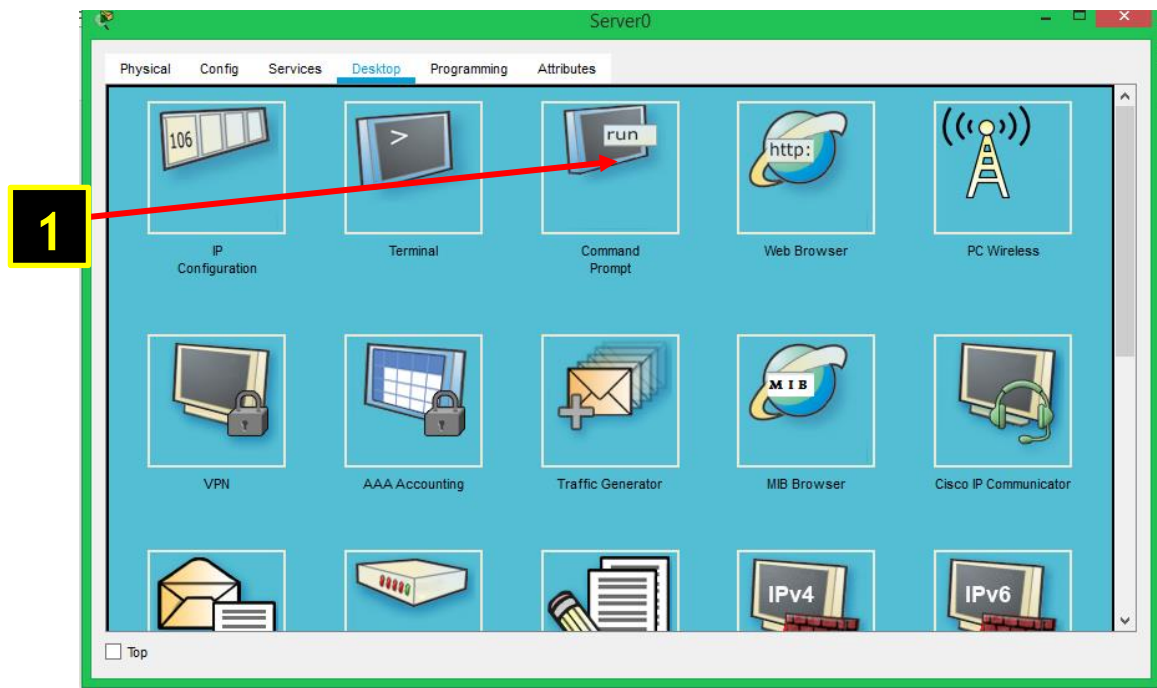 Server0
Physical Config Services Desktop Programming Attributes
106
>
run
http:
1
IP
Configuration
Terminal
Command
Prompt
Web Browser
PC Wireless
MIB
?
?
VPN
AAA Accounting
Traffic Generator
MIB Browser
Cisco IP Communicator
IPv4
IPv6
Top